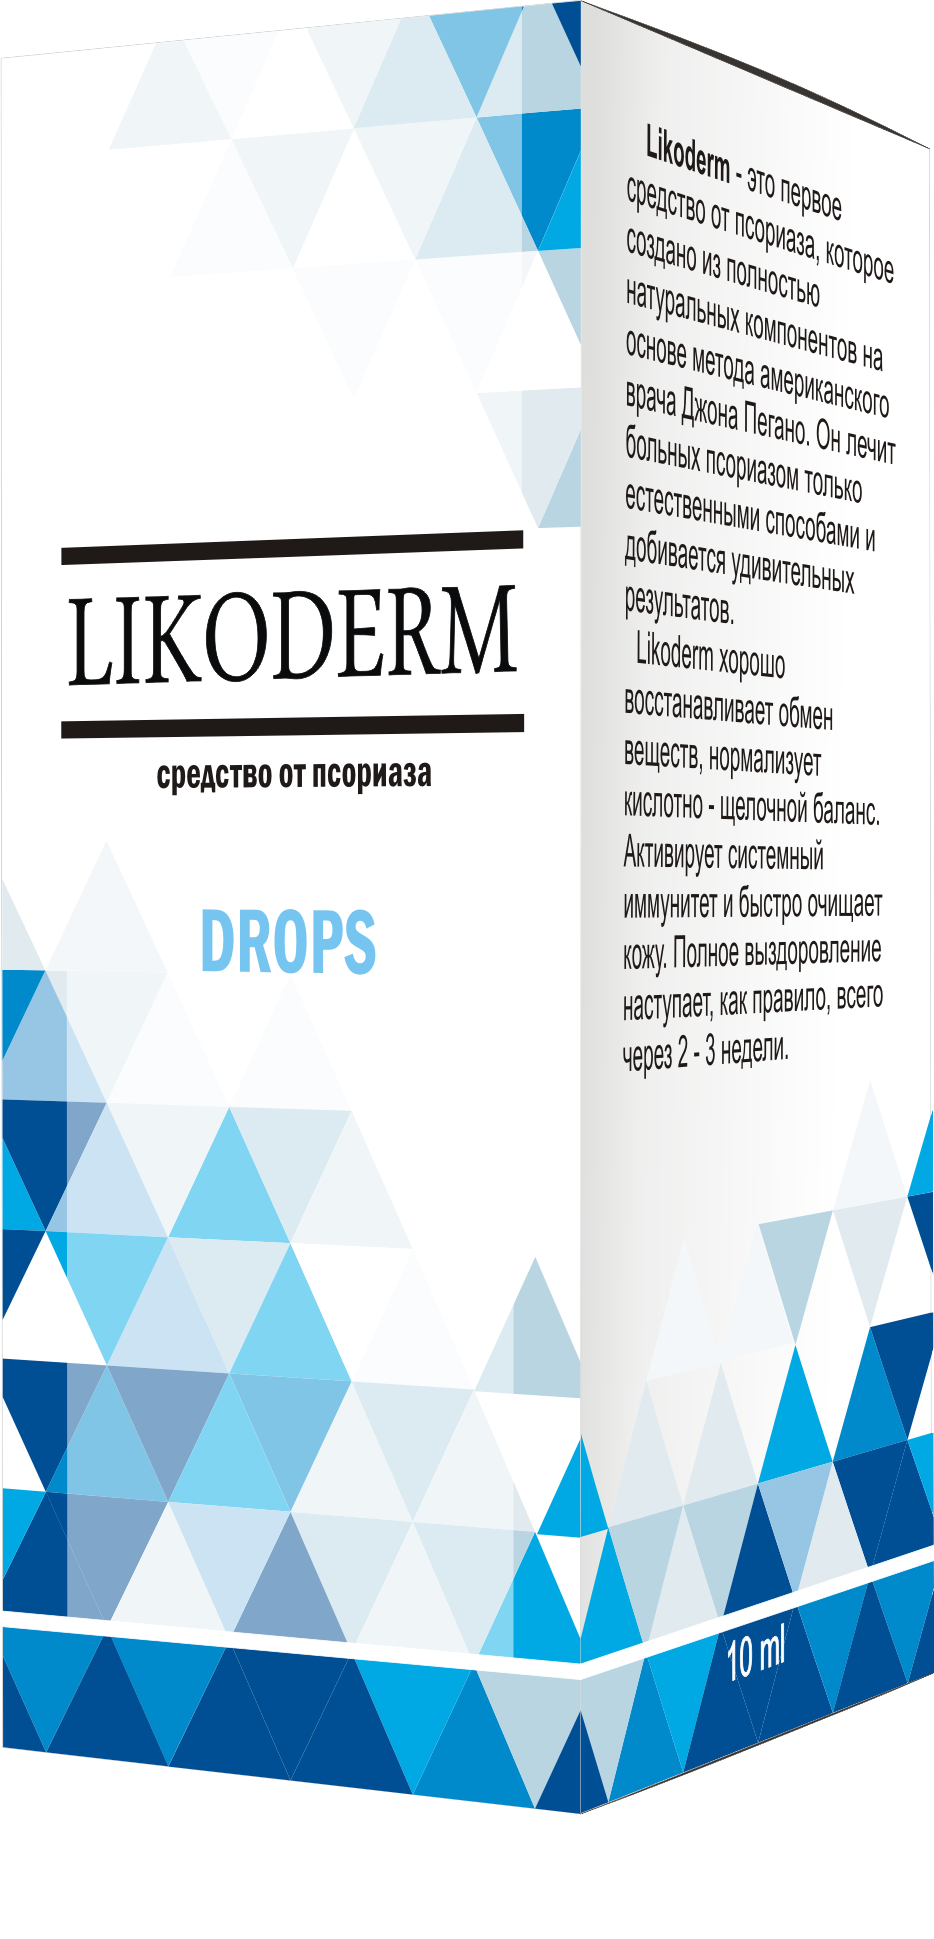 LIKODERM
средство от псориаза
DROPS
Likoderm - это первое
средство от псориаза, которое
создано из полностью
натуральных компонентов на
основе метода американского
врача Джона Пегано. Он лечит
больных псориазом только
естественными способами и
добивается удивительных
результатов.
Likoderm хорошо
восстанавливает обмен
веществ, нормализует
кислотно - щелочной баланс.
Активирует системный
иммунитет и быстро очищает
кожу. Полное выздоровление
наступает, как правило, всего
через 2 - 3 недели.
10 ml